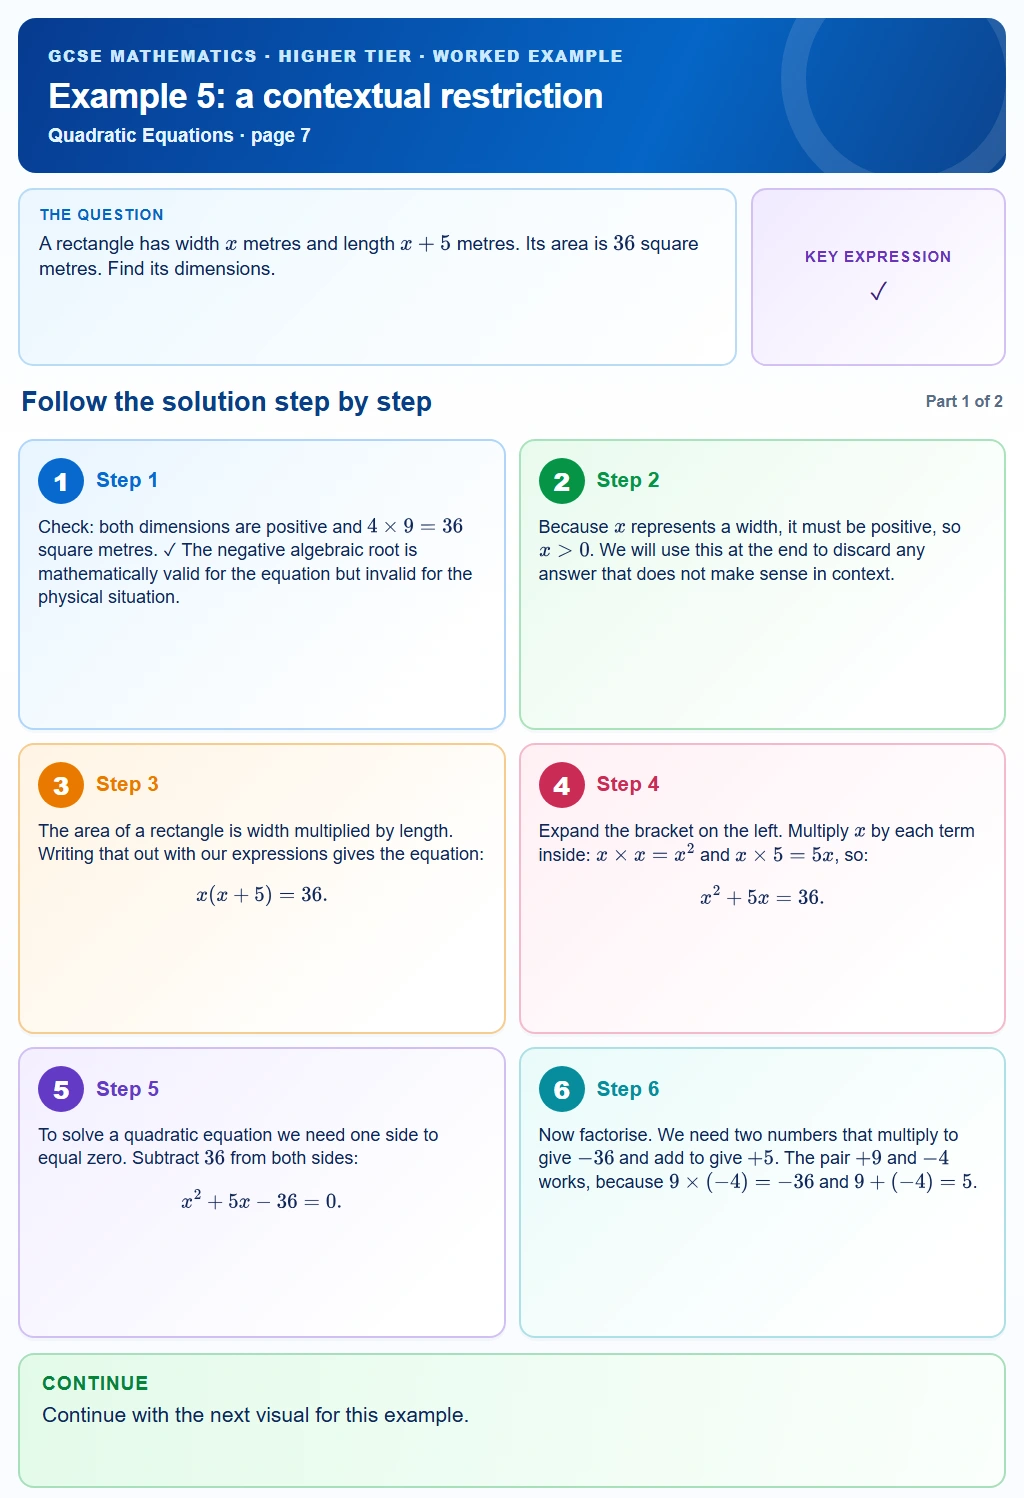 GCSE MATHEMATICS · HIGHER TIER · WORKED EXAMPLE
Example 5: a contextual restriction
Quadratic Equations · page 7
THE QUESTION
A rectangle has width x metres and length x + 5 metres. Its area is 36 square
metres. Find its dimensions.
KEY EXPRESSION
✓
Follow the solution step by step
Part 1 of 2
1 Step 1
Check: both dimensions are positive and 4 × 9 = 36
square metres. ✓ The negative algebraic root is
mathematically valid for the equation but invalid for the
physical situation.
2 Step 2
Because x represents a width, it must be positive, so
x > 0. We will use this at the end to discard any
answer that does not make sense in context.
3 Step 3
The area of a rectangle is width multiplied by length.
Writing that out with our expressions gives the equation:
x(x + 5) = 36.
4 Step 4
Expand the bracket on the left. Multiply x by each term
inside: x × x = x² and x × 5 = 5x, so:
x² + 5x = 36.
5 Step 5
To solve a quadratic equation we need one side to
equal zero. Subtract 36 from both sides:
x² + 5x − 36 = 0.
6 Step 6
Now factorise. We need two numbers that multiply to
give −36 and add to give +5. The pair +9 and −4
works, because 9 × (−4) = −36 and 9 + (−4) = 5.
CONTINUE
Continue with the next visual for this example.